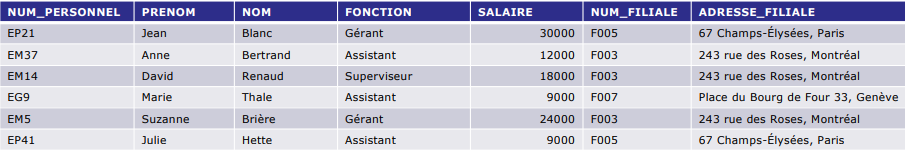 NUM_PERSONNEL PRENOM NOM FONCTION SALAIRE NUM_FILIALE ADRESSE_FILIALE
EP21 Jean Blanc Gérant 30000 F005 67 Champs-Élysées, Paris
EM37 Anne Bertrand Assistant 12000 F003 243 rue des Roses, Montréal
EM14 David Renaud Superviseur 18000 F003 243 rue des Roses, Montréal
EG9 Marie Thale Assistant 9000 F007 Place du Bourg de Four 33, Genève
EM5 Suzanne Brière Gérant 24000 F003 243 rue des Roses, Montréal
EP41 Julie Hette Assistant 9000 F005 67 Champs-Élysées, Paris